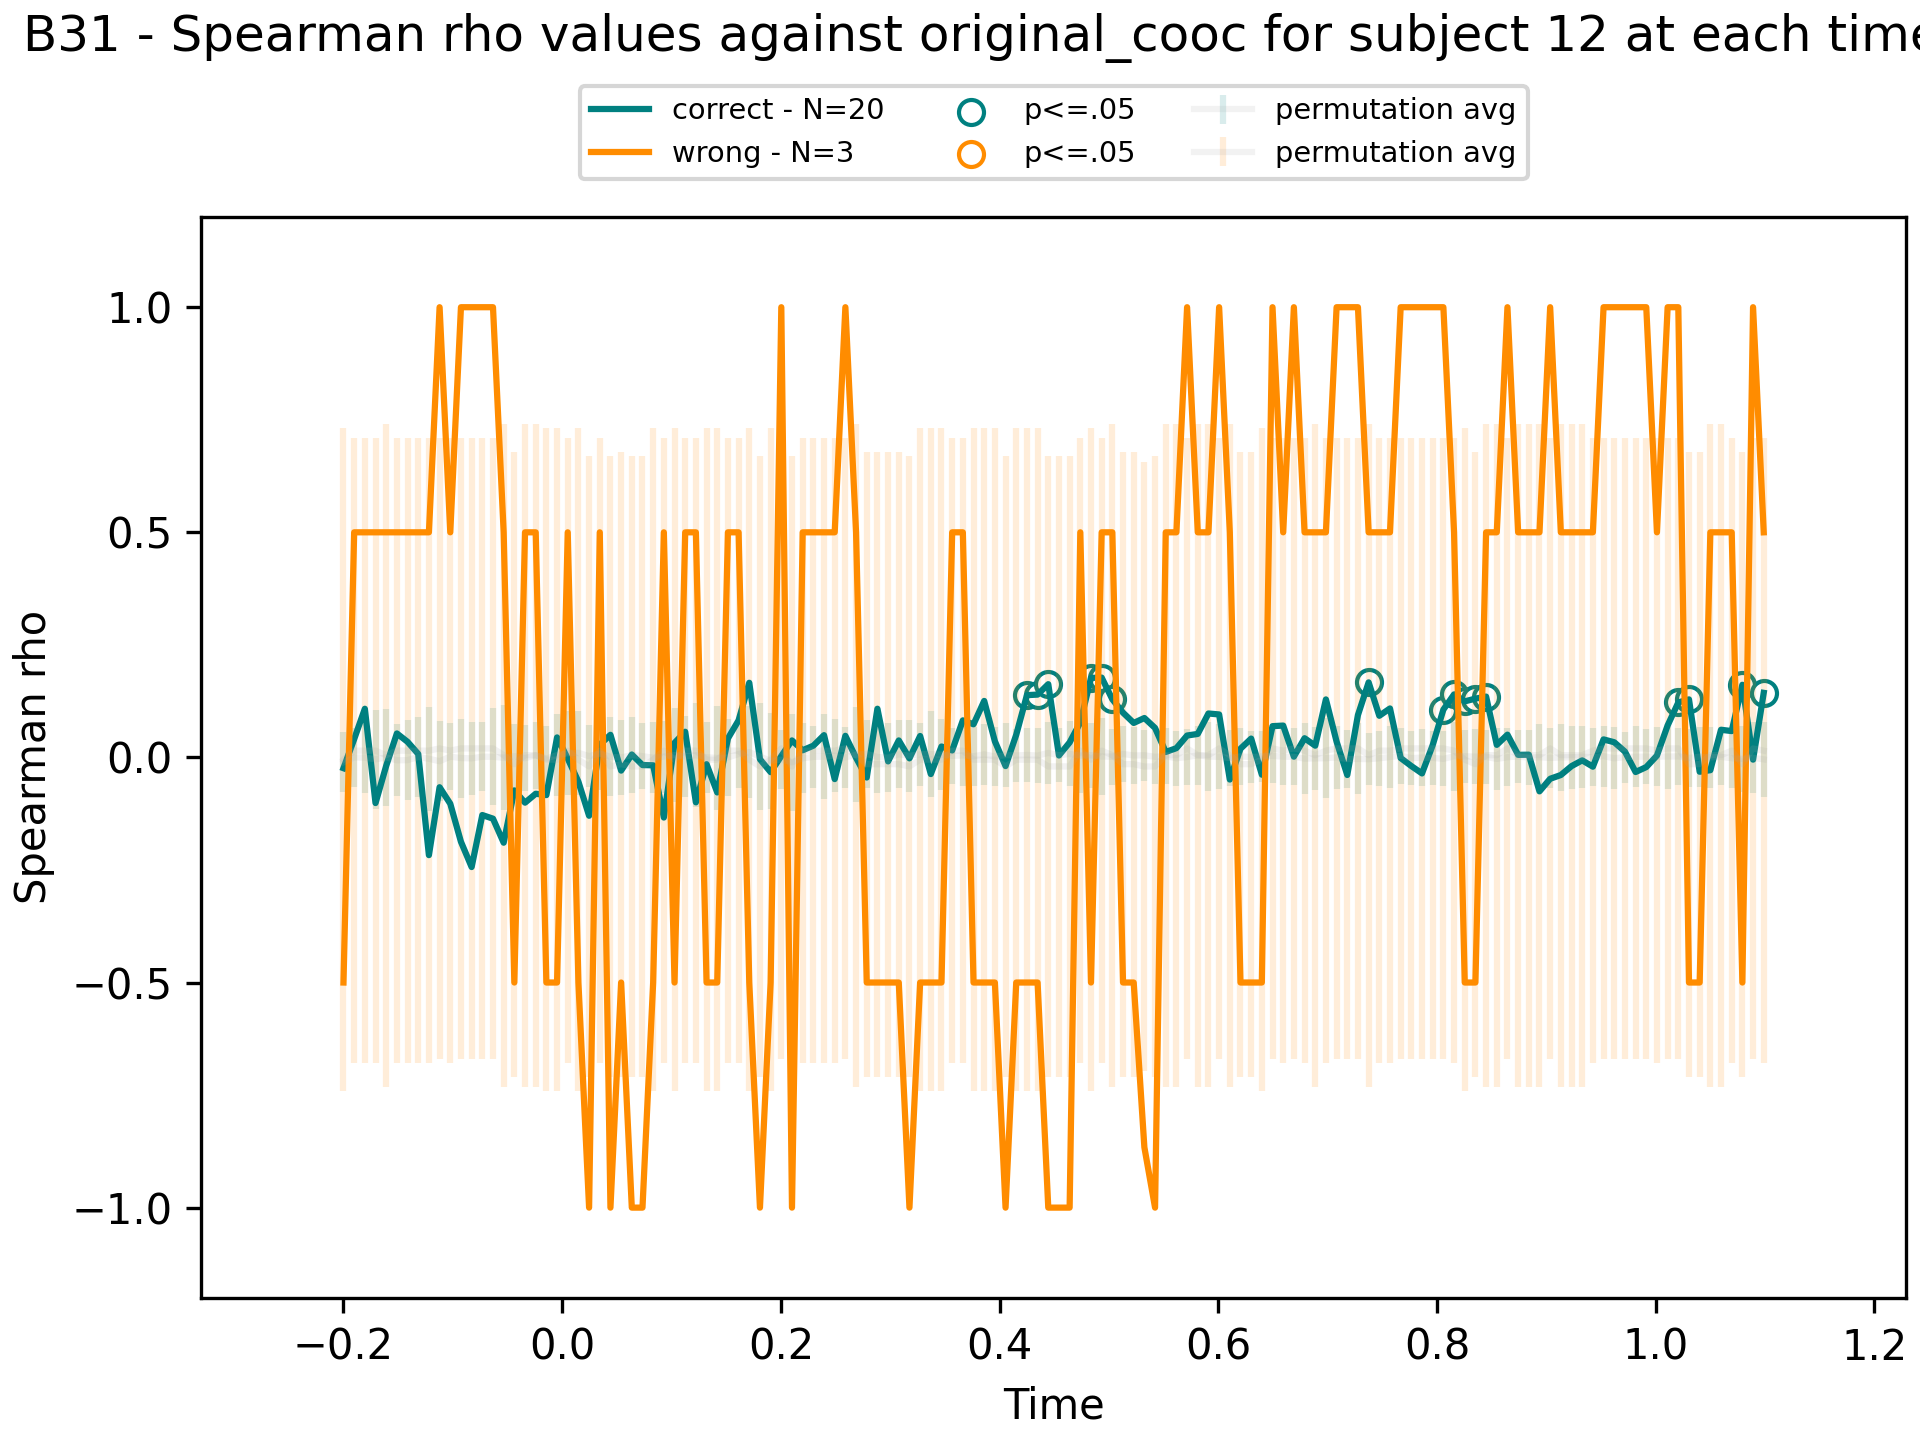 B31 - Spearman rho values against original_cooc for subject 12 at each time
correct - N=20
wrong - N=3
p<=.05
p<=.05
permutation avg
permutation avg
1.0
0.5
0.0
−0.5
−1.0
Spearman rho
−0.2 0.0 0.2 0.4 0.6 0.8 1.0 1.2
Time